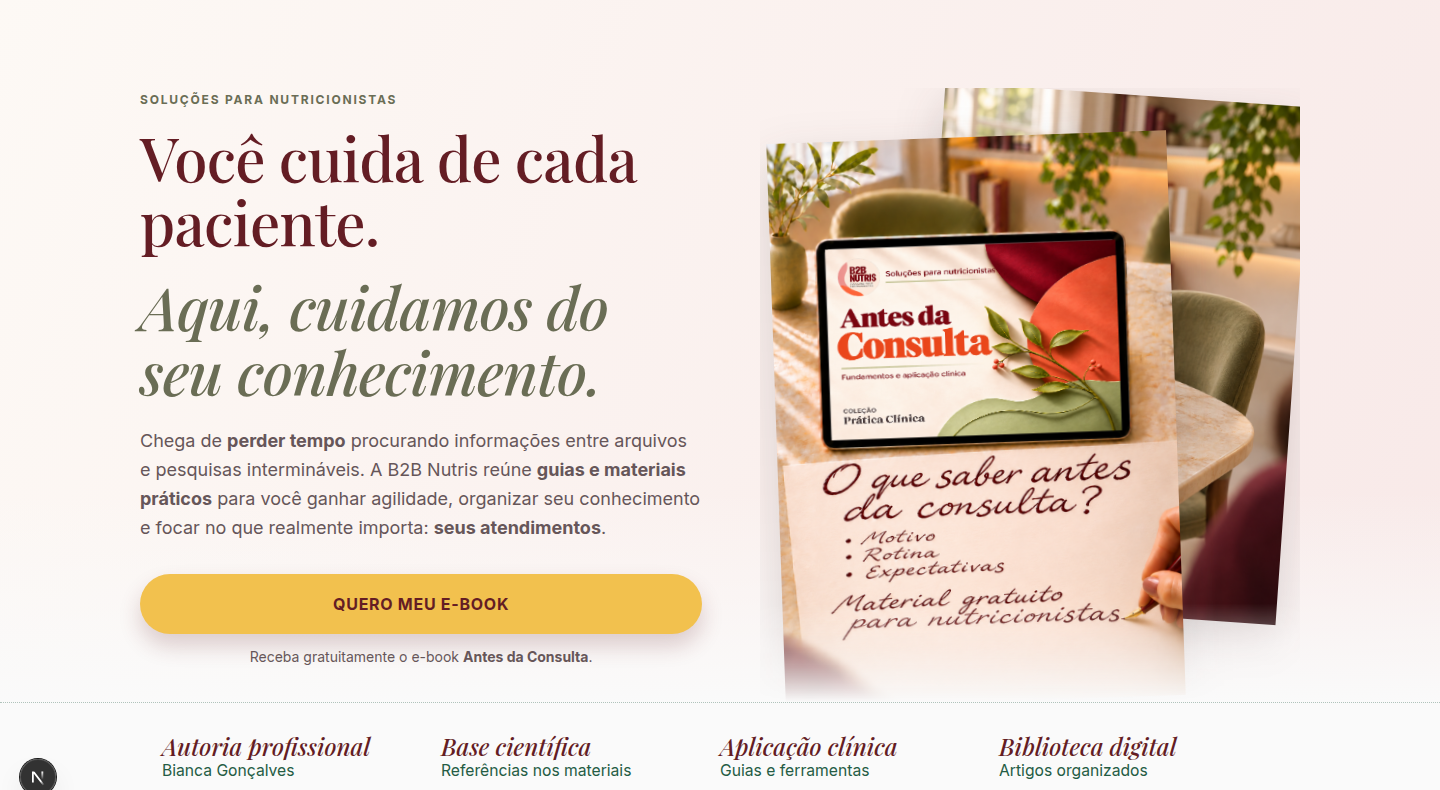 SOLUÇÕES PARA NUTRICIONISTAS
Você cuida de cada
paciente.
Aqui, cuidamos do
seu conhecimento.
Chega de perder tempo procurando informações entre arquivos
e pesquisas intermináveis. A B2B Nutris reúne guias e materiais
práticos para você ganhar agilidade, organizar seu conhecimento
e focar no que realmente importa: seus atendimentos.
QUERO MEU E-BOOK
Receba gratuitamente o e-book Antes da Consulta.
B2B
NUTRIS
Soluções para nutricionistas
Antes da
Consulta
Fundamentos e aplicação clínica
COLEÇÃO
Prática Clínica
O que saber antes
da consulta?
• Motivo
• Rotina
• Expectativas
Material gratuito
para nutricionistas.
Autoria profissional
Bianca Gonçalves
Base científica
Referências nos materiais
Aplicação clínica
Guias e ferramentas
Biblioteca digital
Artigos organizados
N